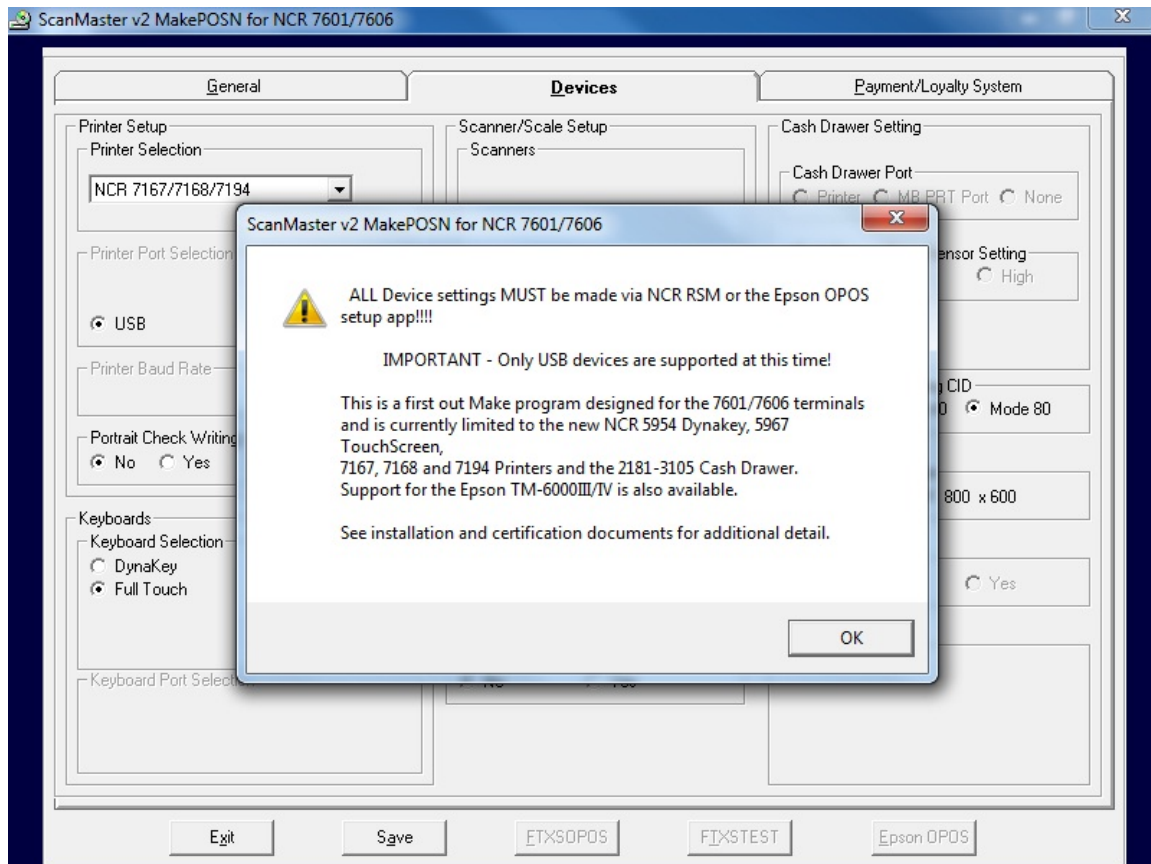 ScanMaster v2 MakePOSN for NCR 7601/7606
General
Devices
Payment/Loyalty System
Printer Setup
Printer Selection
NCR 7167/7168/7194
Printer Port Selection
USB
Printer Baud Rate
Portrait Check Writing
No Yes
Keyboards
Keyboard Selection
DynaKey
Full Touch
Keyboard Port
Scanner/Scale Setup
Scanners
Cash Drawer Setting
Cash Drawer Port
Printer MB PRT Port None
Setting
High
CID
Mode 80
800 x 600
Yes
ScanMaster v2 MakePOSN for NCR 7601/7606
ALL Device settings MUST be made via NCR RSM or the Epson OPOS
setup app!!!!
IMPORTANT - Only USB devices are supported at this time!
This is a first out Make program designed for the 7601/7606 terminals
and is currently limited to the new NCR 5954 Dynakey, 5967
TouchScreen,
7167, 7168 and 7194 Printers and the 2181-3105 Cash Drawer.
Support for the Epson TM-6000III/IV is also available.
See installation and certification documents for additional detail.
OK
Exit
Save
FTXSOPOS
FTXSTEST
Epson OPOS